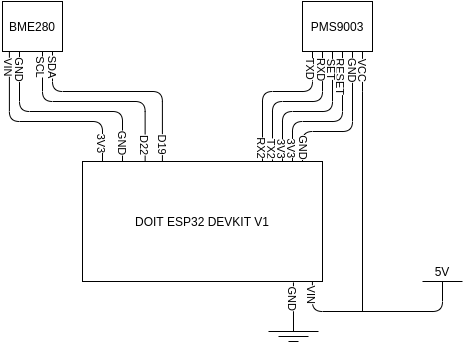 BME280
PMS9003
VIN
GND
SCL
SDA
TXD
RXD
SET
RESET
GND
VCC
3V3
GND
D22
D19
RX2
TX2
3V3
3V3
GND
DOIT ESP32 DEVKIT V1
GND
VIN
5V